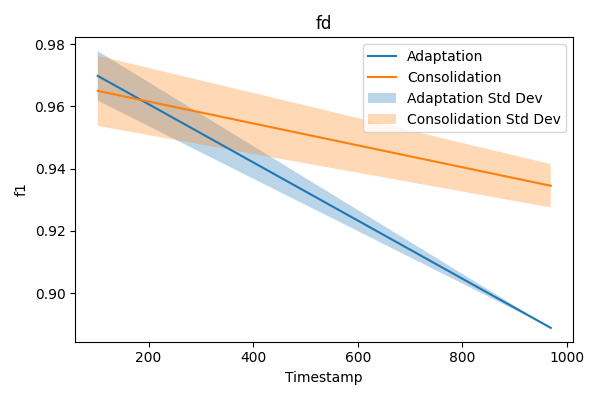 fd
0.98
0.96
0.94
0.92
0.90
f1
Adaptation
Consolidation
Adaptation Std Dev
Consolidation Std Dev
200
400
600
800
1000
Timestamp